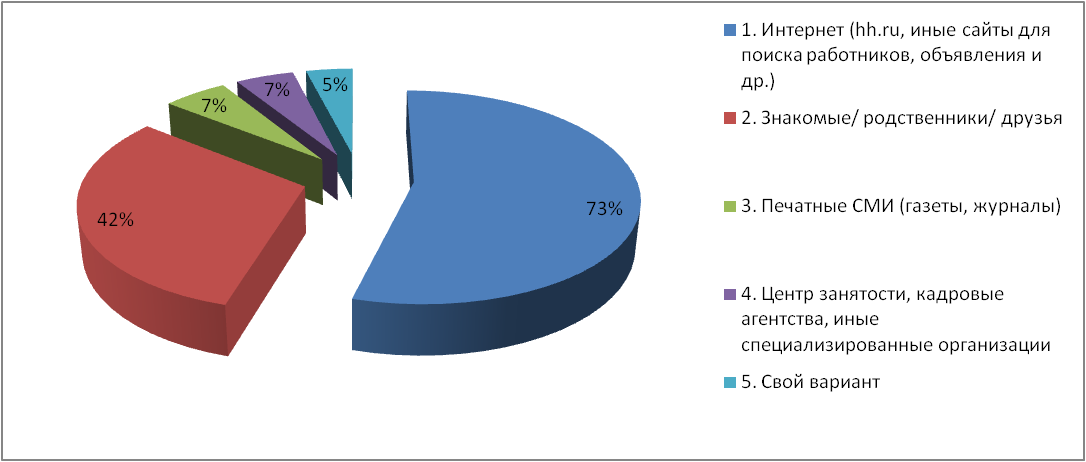 5%
7%
7%
42%
73%
1. Интернет (hh.ru, иные сайты для
поиска работников, объявления и
др.)
2. Знакомые/ родственники/ друзья
3. Печатные СМИ (газеты, журналы)
4. Центр занятости, кадровые
агентства, иные
специализированные организации
5. Свой вариант